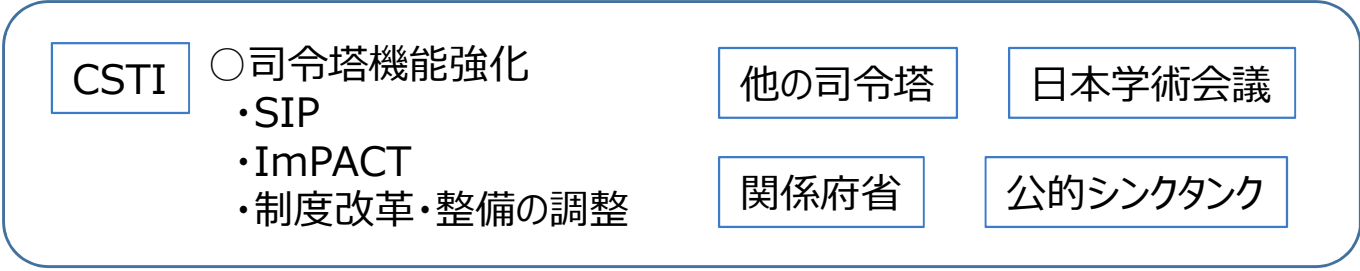 CSTI
○司令塔機能強化
・SIP
・ImPACT
・制度改革・整備の調整
他の司令塔
日本学術会議
関係府省
公的シンクタンク